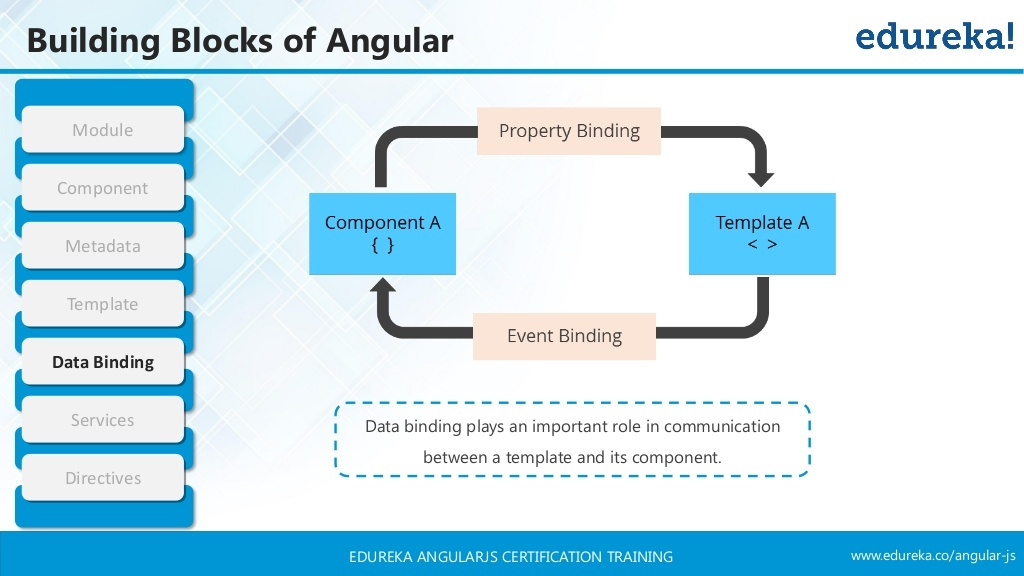 Building Blocks of Angular
edureka!
Module
Component
Metadata
Template
Data Binding
Services
Directives
Property Binding
Component A
{ }
Template A
< >
Event Binding
Data binding plays an important role in communication
between a template and its component.
EDUREKA ANGULARJS CERTIFICATION TRAINING
www.edureka.co/angular-js